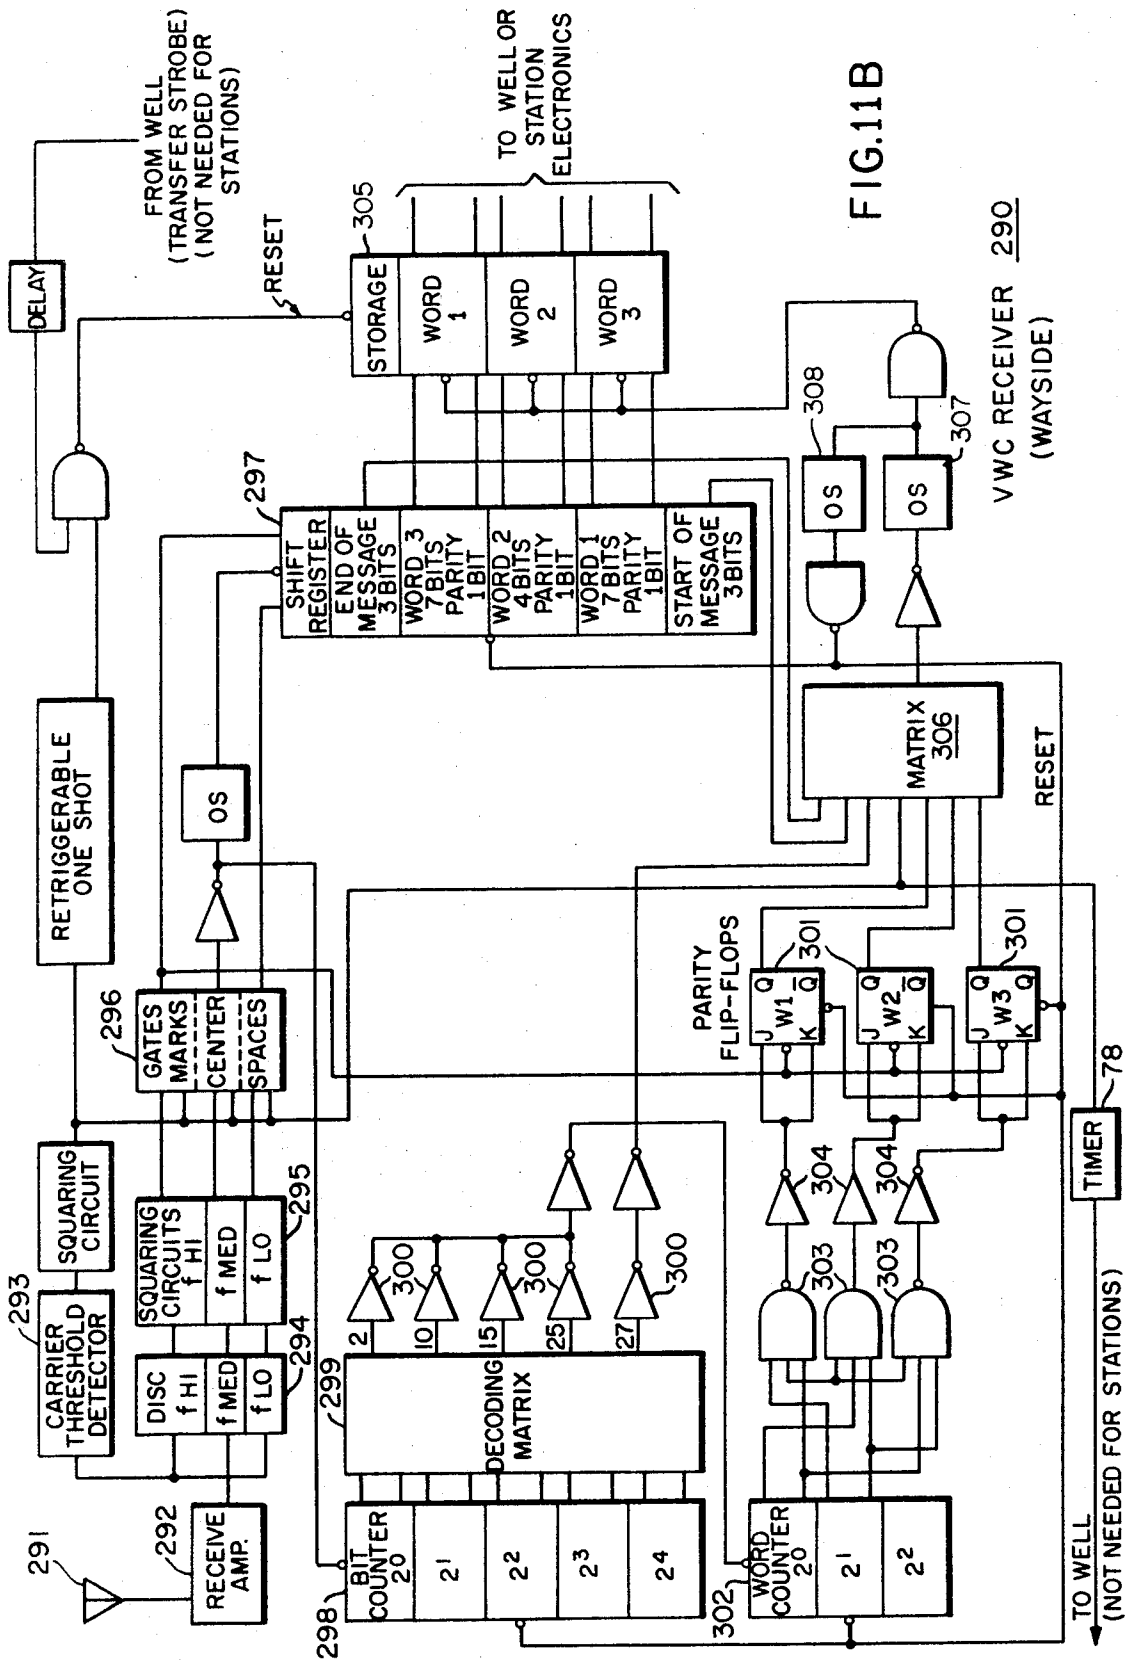 FIG.11B
VWC RECEIVER 290
(WAYSIDE)
291
292
RECEIVE
AMP.
293
CARRIER
THRESHOLD
DETECTOR
SQUARING
CIRCUIT
RETRIGGERABLE
ONE SHOT
DELAY
FROM WELL
(TRANSFER STROBE)
(NOT NEEDED FOR
STATIONS)
DISC
f HI
f MED
f LO
294
SQUARING
CIRCUITS
f HI
f MED
f LO
295
296
GATES
MARKS
CENTER
SPACES
OS
297
SHIFT
REGISTER
END OF
MESSAGE
3 BITS
WORD 3
7 BITS
PARITY
1 BIT
WORD 2
4 BITS
PARITY
1 BIT
WORD 1
7 BITS
PARITY
1 BIT
START OF
MESSAGE
3 BITS
RESET
305
STORAGE
WORD
1
WORD
2
WORD
3
TO WELL OR
STATION
ELECTRONICS
298
BIT
COUNTER
2⁰
2¹
2²
2³
2⁴
299
DECODING
MATRIX
2
10
15
25
27
300
300
300
302
WORD
COUNTER
2⁰
2¹
2²
303
303
304
304
PARITY
FLIP-FLOPS
301
301
J Q
W1
K Q̅
J Q
W2
K Q̅
J Q
W3
K Q
MATRIX
306
RESET
OS
308
OS
307
TIMER
78
TO WELL
(NOT NEEDED FOR STATIONS)